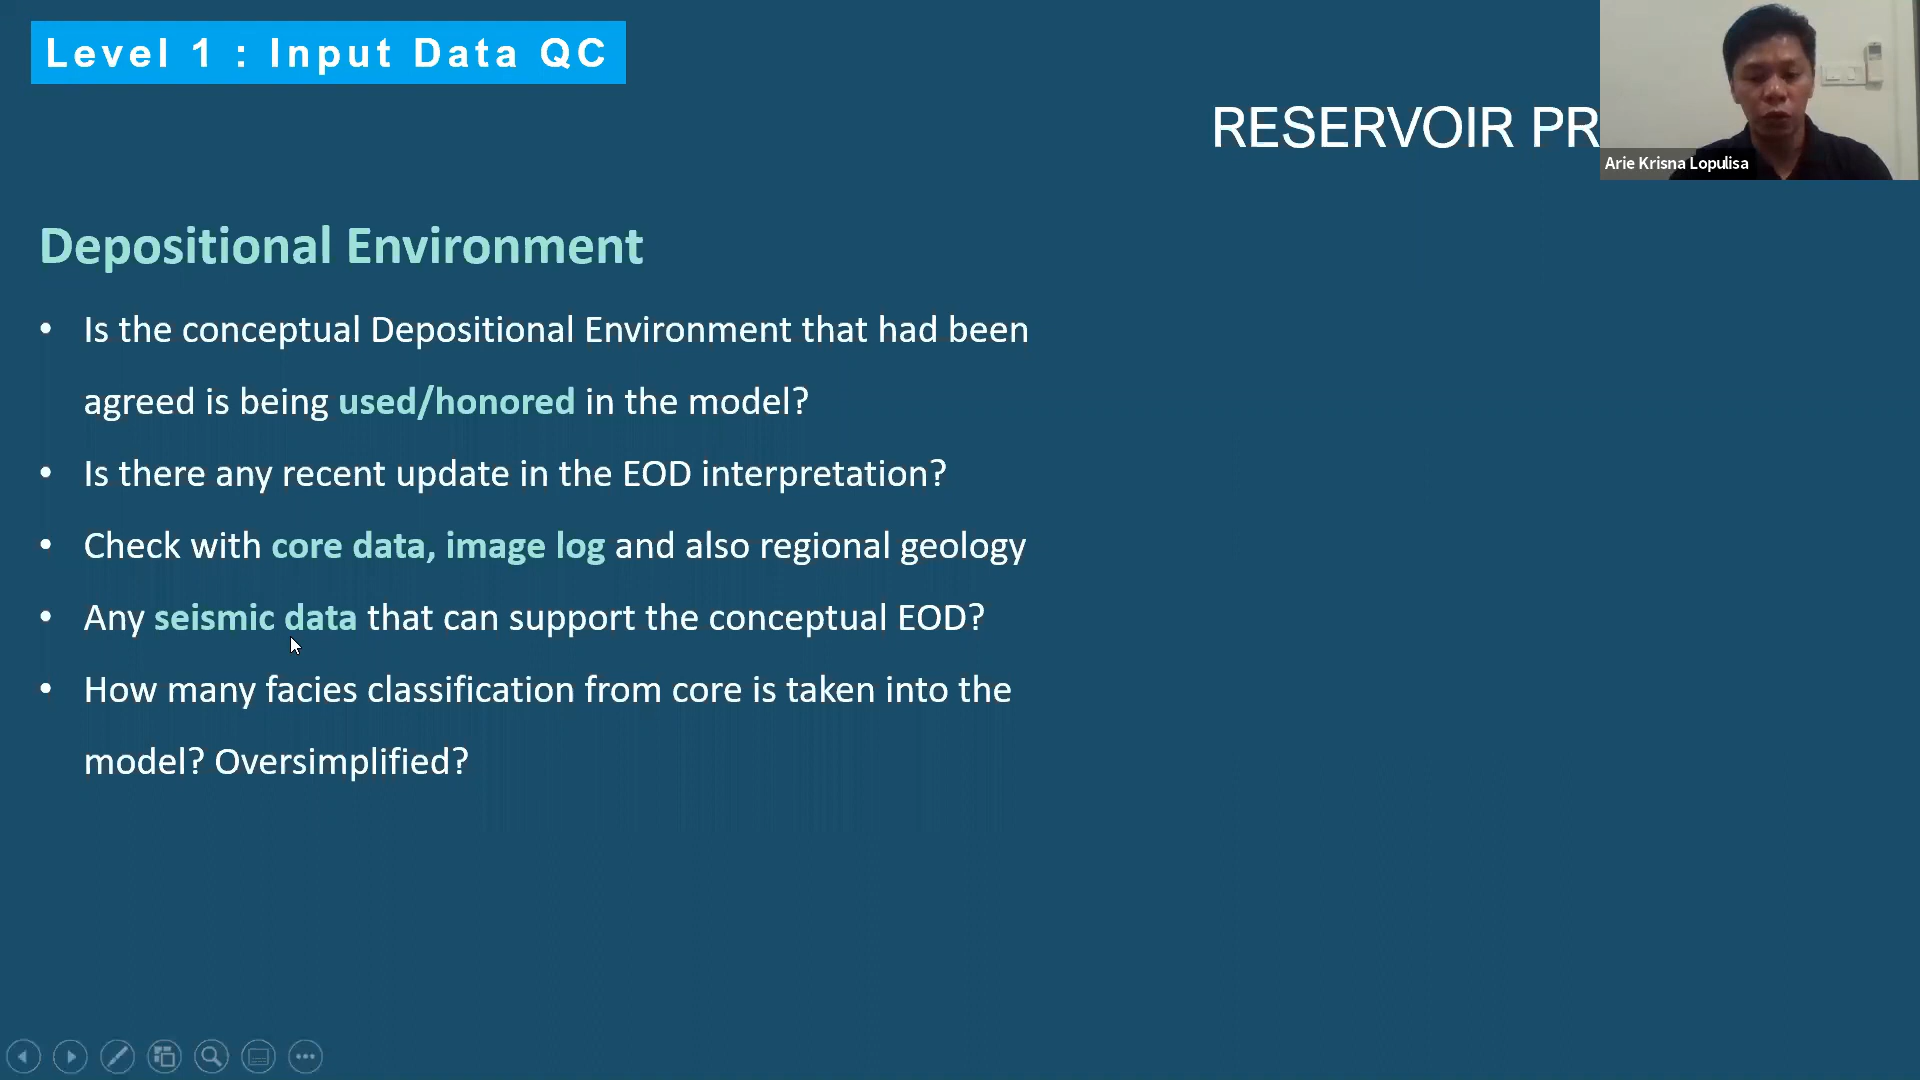 Level 1 : Input Data QC
RESERVOIR PR
Arie Krisna Lopulisa
Depositional Environment
• Is the conceptual Depositional Environment that had been
agreed is being used/honored in the model?
• Is there any recent update in the EOD interpretation?
• Check with core data, image log and also regional geology
• Any seismic data that can support the conceptual EOD?
• How many facies classification from core is taken into the
model? Oversimplified?